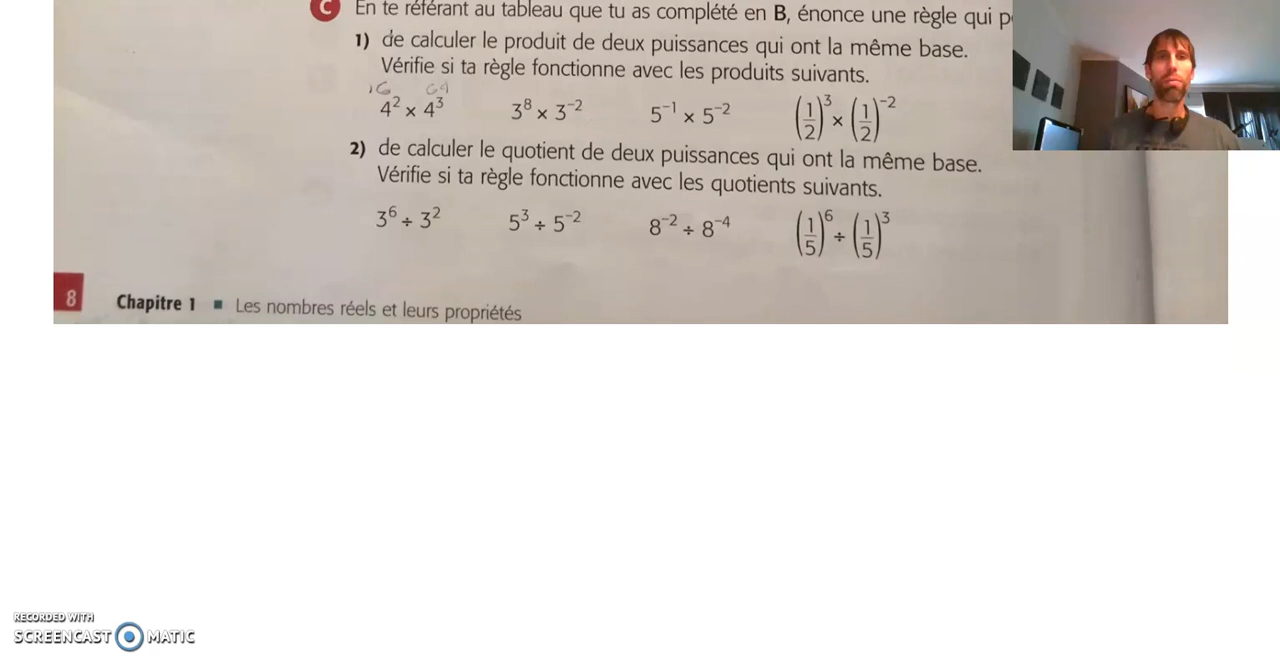 C En te référant au tableau que tu as complété en B, énonce une règle qui
1) de calculer le produit de deux puissances qui ont la même base.
Vérifie si ta règle fonctionne avec les produits suivants.
16 64
4² × 4³ 3⁸ × 3⁻² 5⁻¹ × 5⁻² (1/2)³ × (1/2)⁻²
2) de calculer le quotient de deux puissances qui ont la même base.
Vérifie si ta règle fonctionne avec les quotients suivants.
3⁶ ÷ 3² 5³ ÷ 5⁻² 8⁻² ÷ 8⁻⁴ (1/5)⁶ ÷ (1/5)³
8 Chapitre 1 ■ Les nombres réels et leurs propriétés
RECORDED WITH
SCREENCAST MATIC